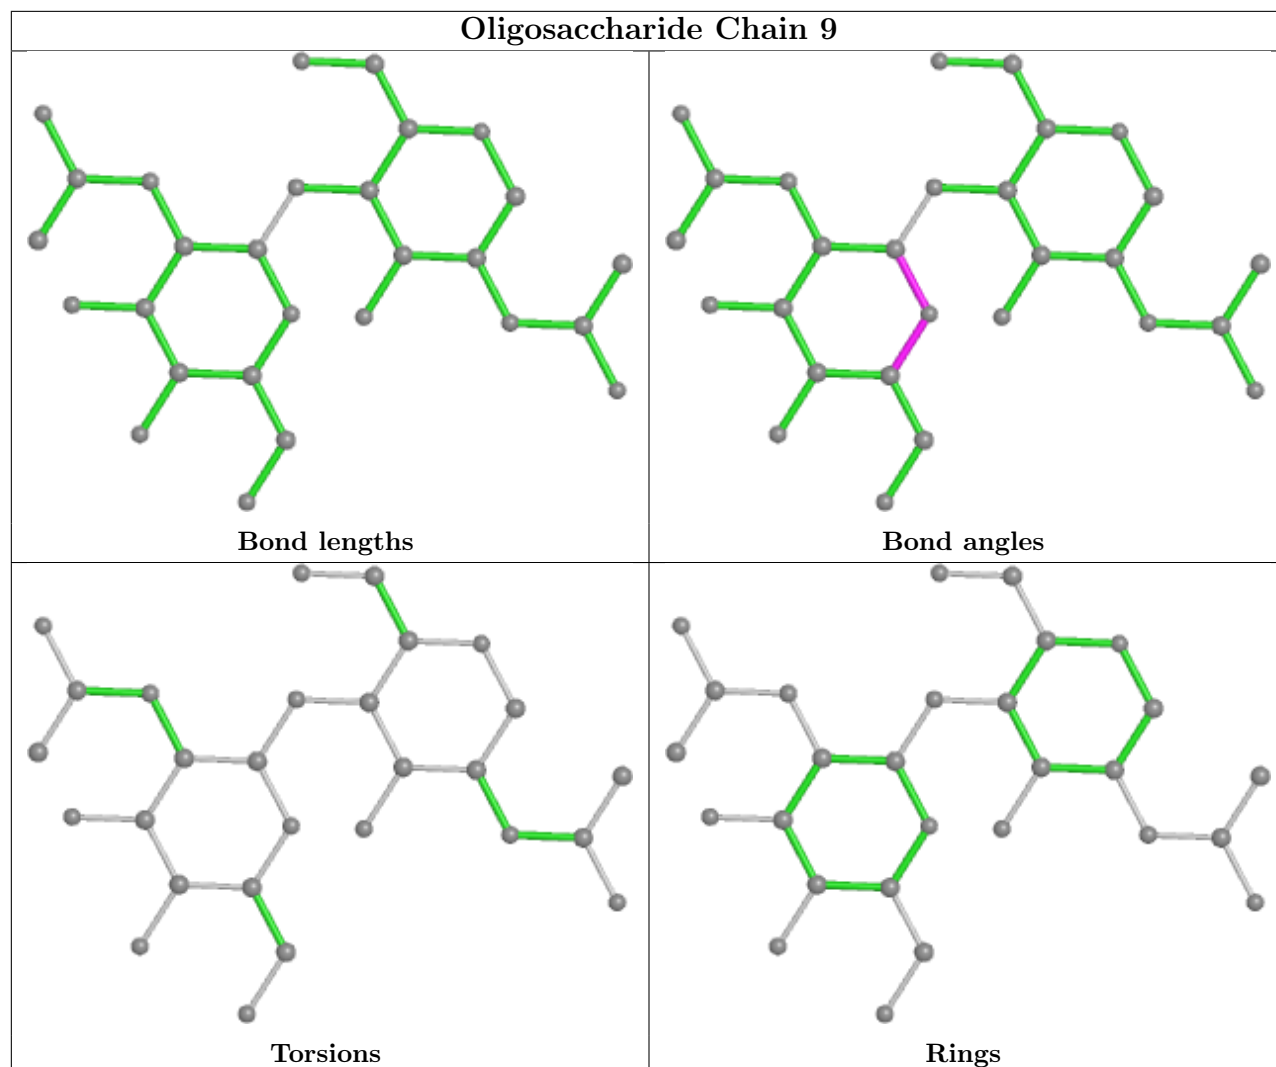 Oligosaccharide Chain 9
Bond lengths
Bond angles
Torsions
Rings